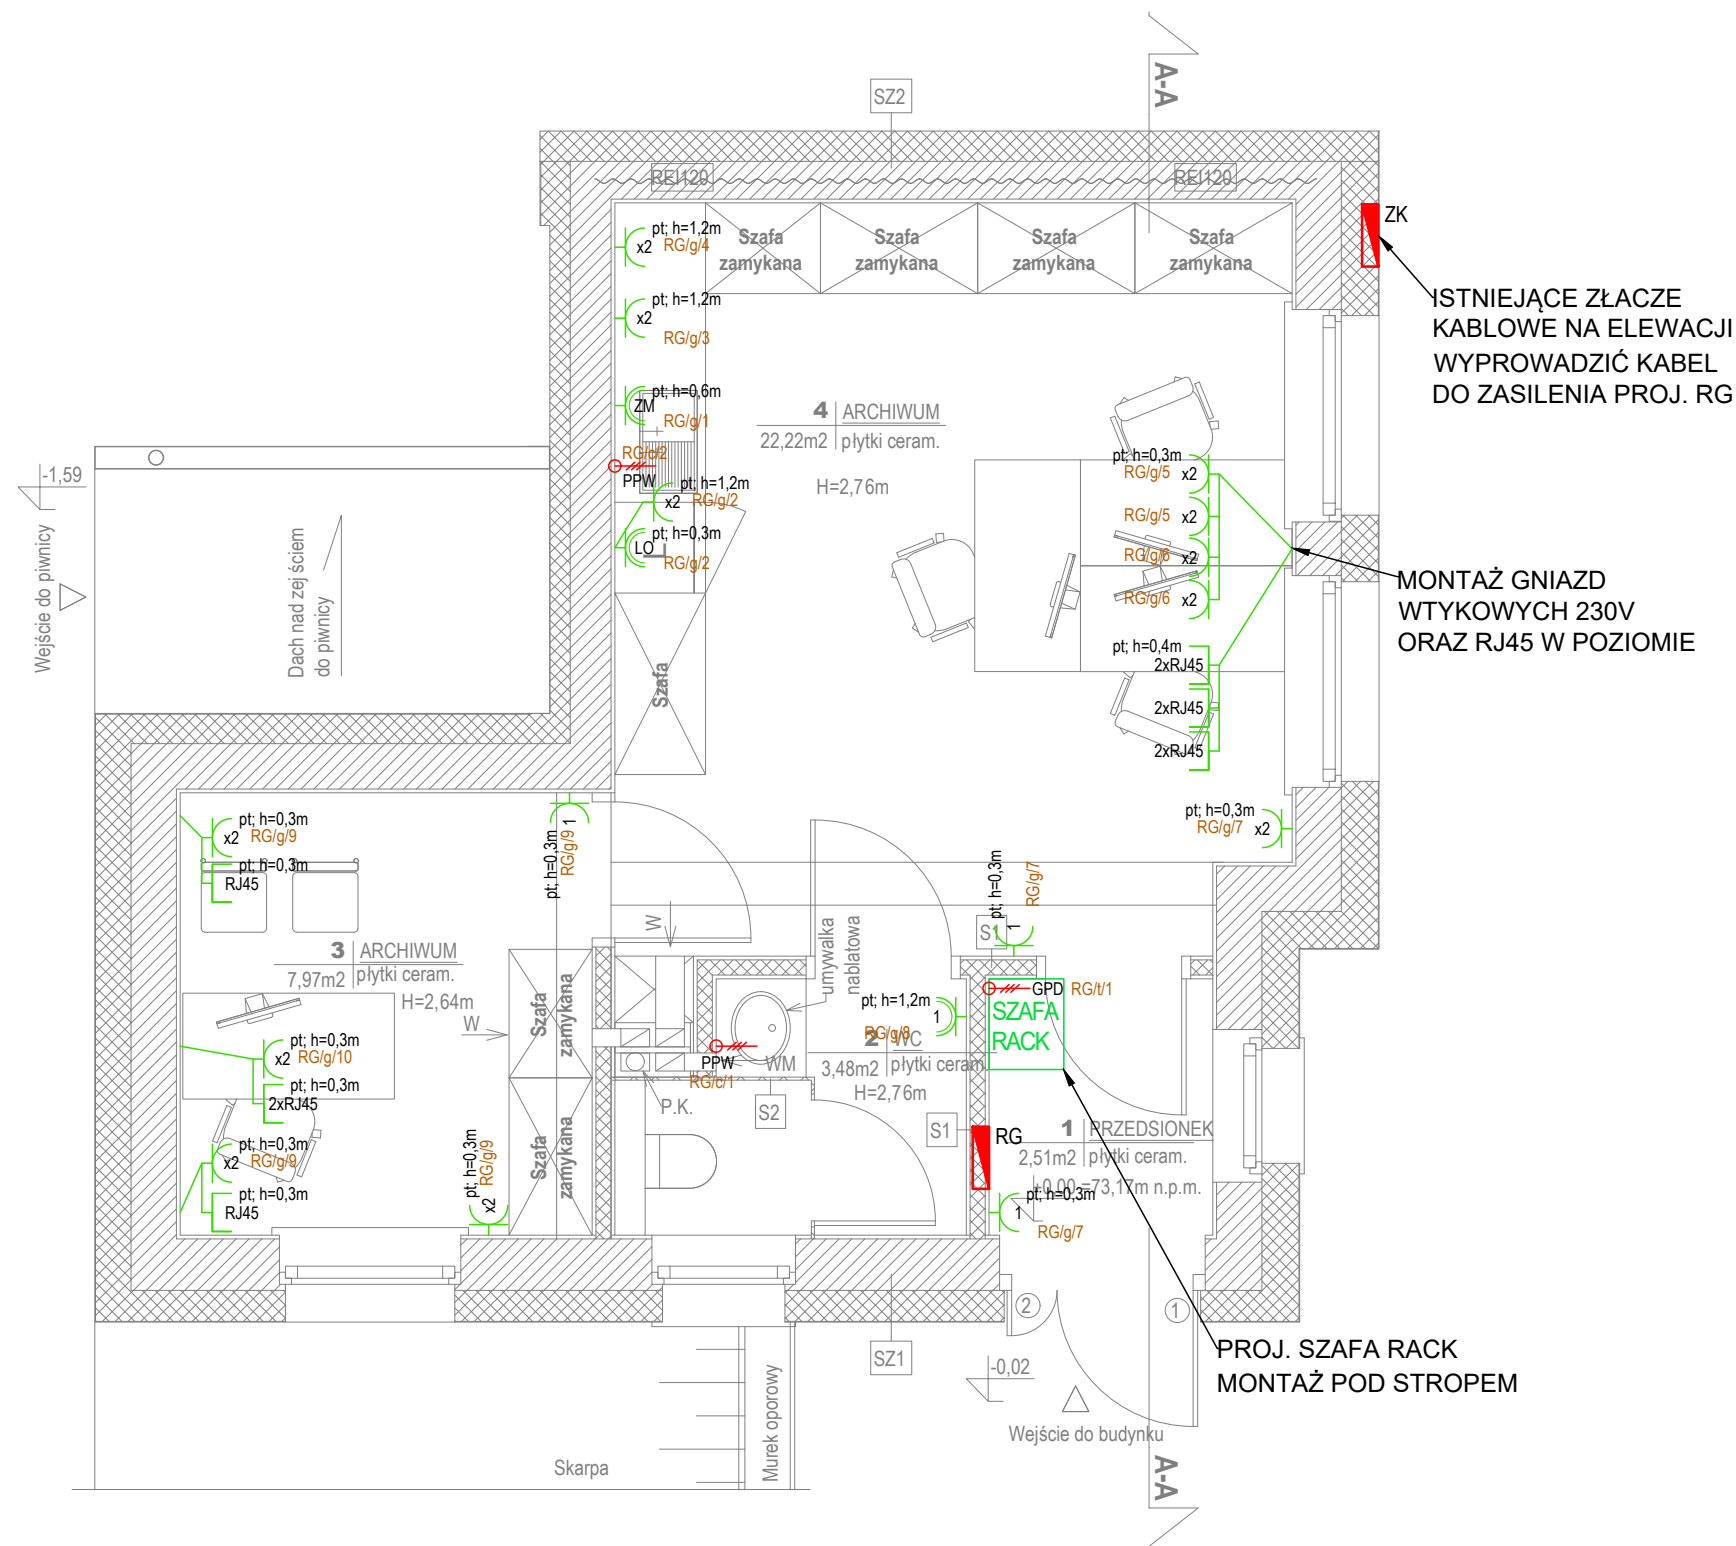 A-A
SZ2
REI120
REI120
ZK
ISTNIEJĄCE ZŁACZE
KABLOWE NA ELEWACJI
WYPROWADZIĆ KABEL
DO ZASILENIA PROJ. RG
pt; h=1,2m
x2 RG/g/4
Szafa
zamykana
Szafa
zamykana
Szafa
zamykana
Szafa
zamykana
pt; h=1,2m
x2
RG/g/3
pt; h=0,6m
ZM
RG/g/1
RG/c/2
PPW
pt; h=1,2m
x2 RG/g/2
pt; h=0,3m
LO
L
RG/g/2
4 ARCHIWUM
22,22m2 płytki ceram.
H=2,76m
pt; h=0,3m
RG/g/5 x2
RG/g/5 x2
RG/g/6 x2
RG/g/6 x2
pt; h=0,4m
2xRJ45
2xRJ45
2xRJ45
MONTAŻ GNIAZD
WTYKOWYCH 230V
ORAZ RJ45 W POZIOMIE
-1,59
Wejście do piwnicy
Dach nad zej ściem
do piwnicy
Szafa
pt; h=0,3m
RG/g/7 x2
pt; h=0,3m
x2 RG/g/9
pt; h=0,3m
RJ45
pt; h=0,3m
RG/g/9
1
3 ARCHIWUM
7,97m2 płytki ceram.
H=2,64m
W
W
Szafa
zamykana
Szafa
zamykana
pt; h=0,3m
x2 RG/g/10
pt; h=0,3m
2xRJ45
pt; h=0,3m
x2 RG/g/9
pt; h=0,3m
RJ45
pt; h=0,3m
RG/g/9
x2
umywalka
nablatowa
pt; h=1,2m
1
RG/g/8
2 WC
3,48m2 płytki ceram.
H=2,76m
PPW
RG/c/1
WM
P.K.
S2
S1
S1
pt; h=0,3m
RG/g/7
1
GPD RG/t/1
SZAFA
RACK
RG
1 PRZEDSIONEK
2,51m2 płytki ceram.
±0,00 =73,17m n.p.m.
pt; h=0,3m
1
RG/g/7
2
1
SZ1
-0,02
Wejście do budynku
PROJ. SZAFA RACK
MONTAŻ POD STROPEM
Skarpa
Murek oporowy
A-A